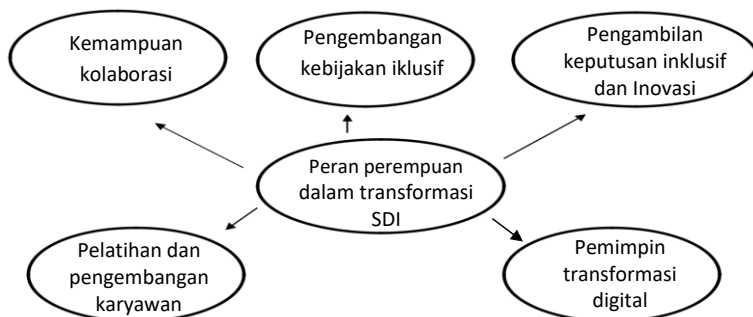 Kemampuan
kolaborasi
Pengembangan
kebijakan iklusif
Pengambilan
keputusan inklusif
dan Inovasi
Peran perempuan
dalam transformasi
SDI
Pelatihan dan
pengembangan
karyawan
Pemimpin
transformasi
digital